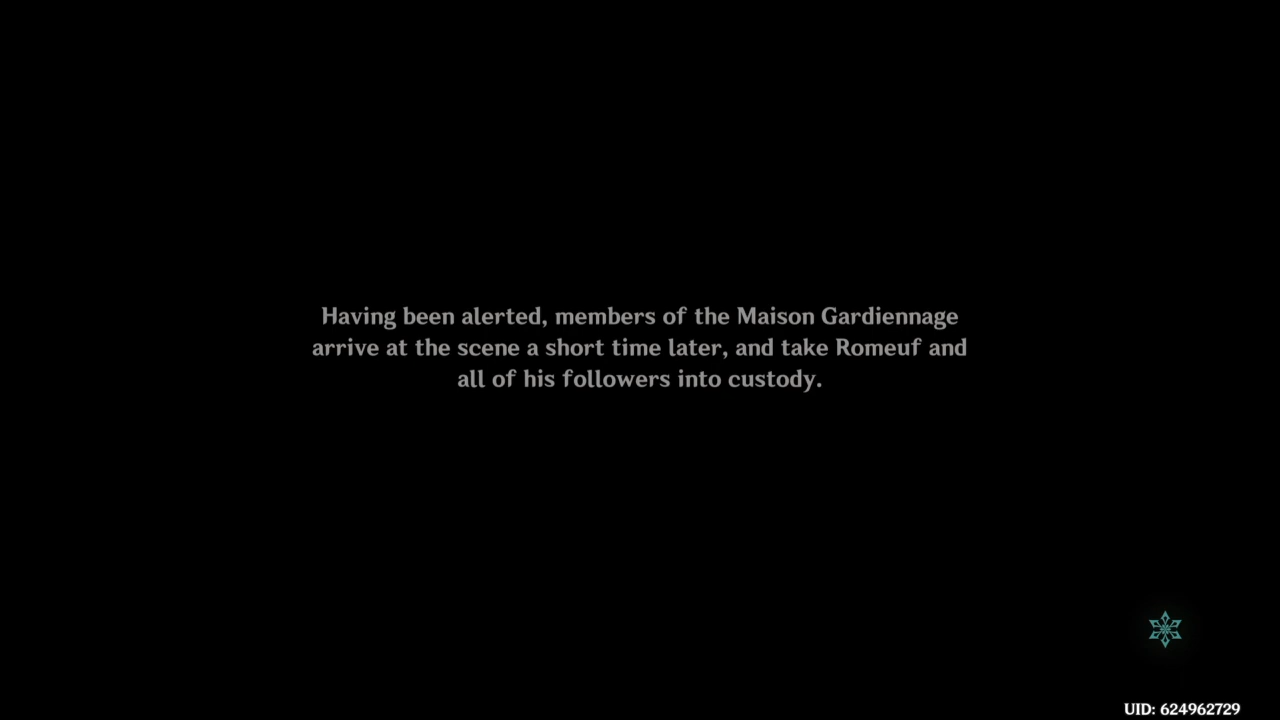 Having been alerted, members of the Maison Gardiennage
arrive at the scene a short time later, and take Romeuf and
all of his followers into custody.
UID: 624962729